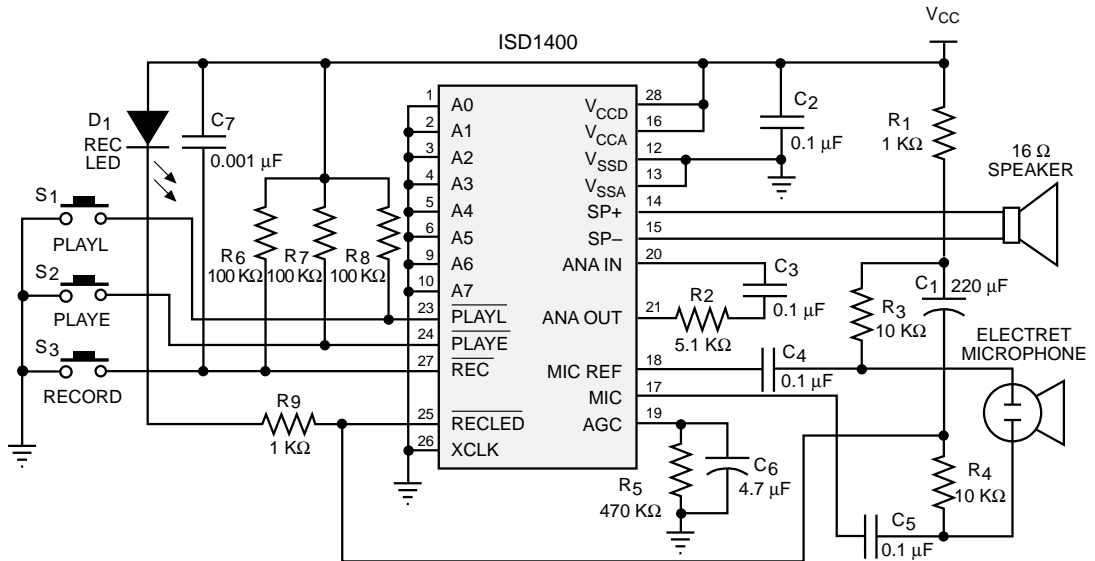 ISD1400
VCC
D1
REC
LED
C7
0.001 µF
S1
PLAYL
S2
PLAYE
S3
RECORD
R6
100 KΩ
R7
100 KΩ
R8
100 KΩ
R9
1 KΩ
1 A0
2 A1
3 A2
4 A3
5 A4
6 A5
9 A6
10 A7
23 PLAYL
24 PLAYE
27 REC
25 RECLED
26 XCLK
VCCD 28
VCCA 16
VSSD 12
VSSA 13
SP+ 14
SP– 15
ANA IN 20
ANA OUT 21
MIC REF 18
MIC 17
AGC 19
C2
0.1 µF
R1
1 KΩ
16 Ω
SPEAKER
C3
0.1 µF
R2
5.1 KΩ
C1 220 µF
R3
10 KΩ
C4
0.1 µF
ELECTRET
MICROPHONE
R5
470 KΩ
C6
4.7 µF
R4
10 KΩ
C5
0.1 µF